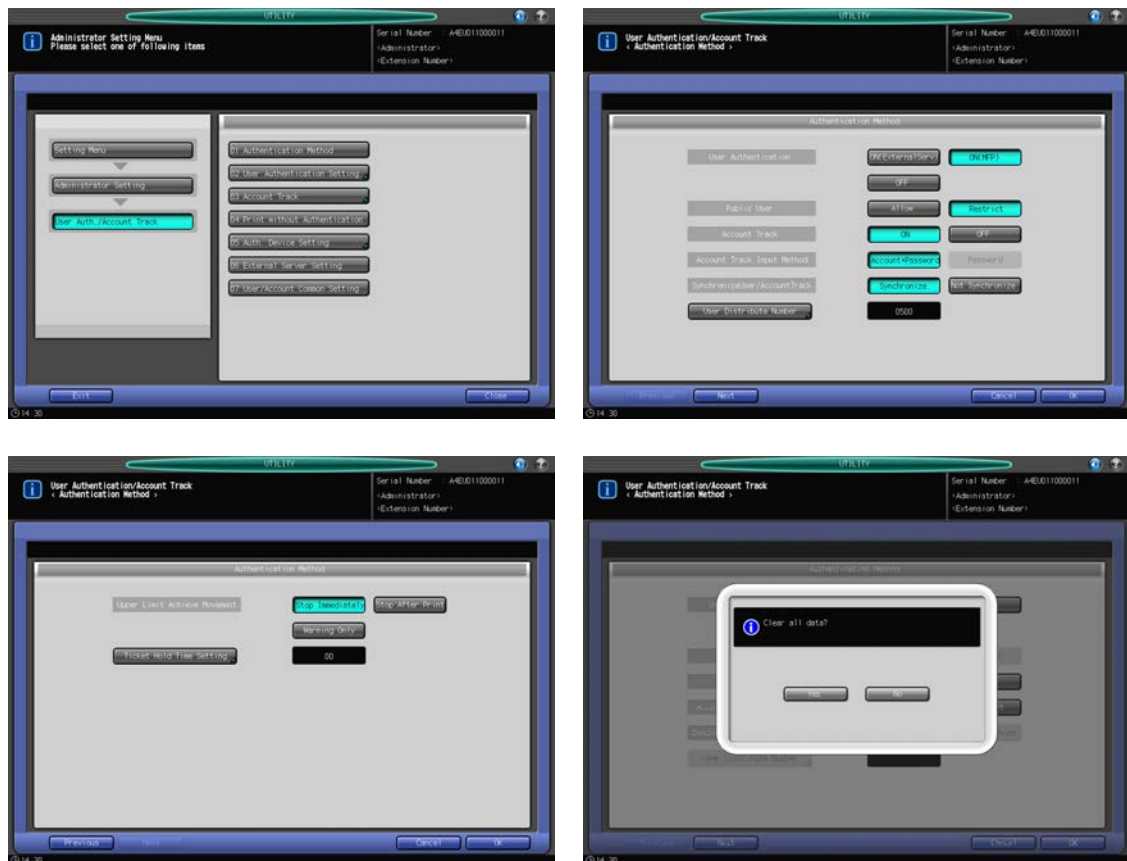 UTILITY
Administrator Setting Menu
Please select one of following items
Serial Number : A4EU011000011
<Administrator>
<Extension Number>
Setting Menu
Administrator Setting
User Auth./Account Track
01 Authentication Method
02 User Authentication Setting
03 Account Track
04 Print without Authentication
05 Auth. Device Setting
06 External Server Setting
07 User/Account Common Setting
Exit
Close
14:30
UTILITY
User Authentication/Account Track
< Authentication Method >
Serial Number : A4EU011000011
<Administrator>
<Extension Number>
Authentication Method
User Authentication
ON(ExternalServ)
ON(MFP)
OFF
Public User
Allow
Restrict
Account Track
ON
OFF
Account Track Input Method
Account+Password
Password
SynchronizeUser/AccountTrack
Synchronize
Not Synchronize
User Distribute Number
0500
Previous
Next
Cancel
OK
14:30
UTILITY
User Authentication/Account Track
< Authentication Method >
Serial Number : A4EU011000011
<Administrator>
<Extension Number>
Authentication Method
Upper Limit Achieve Movement
Stop Immediately
Stop After Print
Warning Only
Ticket Hold Time Setting
00
Previous
Next
Cancel
OK
14:30
UTILITY
User Authentication/Account Track
< Authentication Method >
Serial Number : A4EU011000011
<Administrator>
<Extension Number>
Authentication Method
Clear all data?
Yes
No
User Distribute Number
Previous
Next
Cancel
OK
14:30